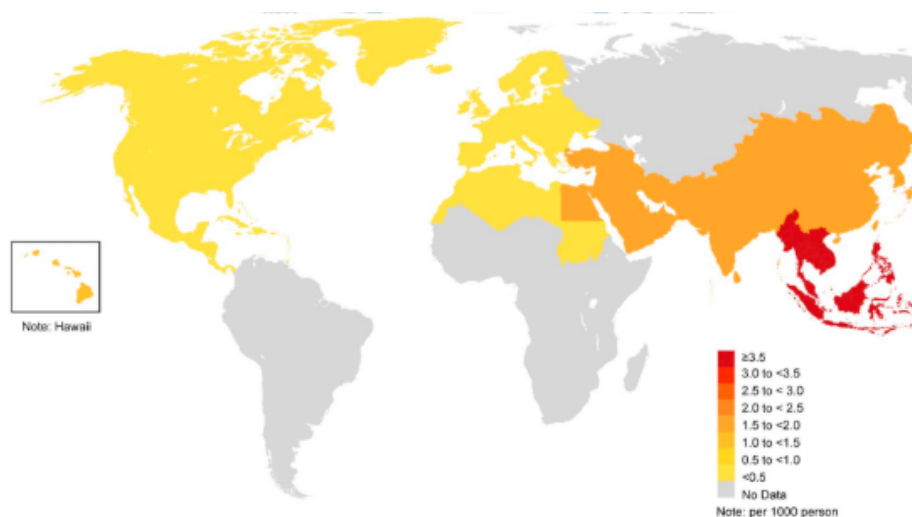 Note: Hawaii
≥3.5
3.0 to <3.5
2.5 to < 3.0
2.0 to < 2.5
1.5 to <2.0
1.0 to <1.5
0.5 to <1.0
<0.5
No Data
Note: per 1000 person